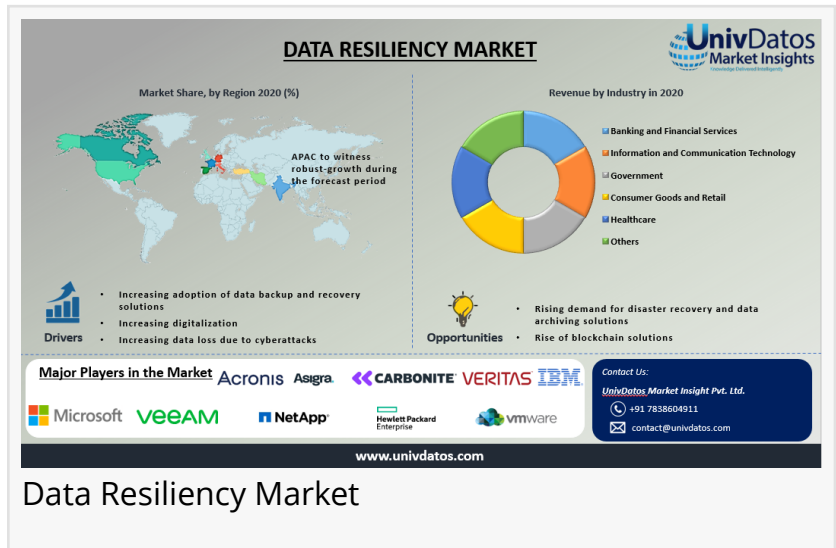 DATA RESILIENCY MARKET
UnivDatos
Market Insights
Knowledge Delivered Intelligently
Market Share, by Region 2020 (%)
APAC to witness
robust-growth during
the forecast period
Revenue by Industry in 2020
Banking and Financial Services
Information and Communication Technology
Government
Consumer Goods and Retail
Healthcare
Others
Drivers
• Increasing adoption of data backup and recovery
solutions
• Increasing digitalization
• Increasing data loss due to cyberattacks
Opportunities
• Rising demand for disaster recovery and data
archiving solutions
• Rise of blockchain solutions
Major Players in the Market
Acronis
Asigra
CARBONITE
VERITAS
IBM
Microsoft
veeAM
NetApp
Hewlett Packard
Enterprise
vmware
Contact Us:
UnivDatos Market Insight Pvt. Ltd.
+91 7838604911
contact@univdatos.com
www.univdatos.com
Data Resiliency Market